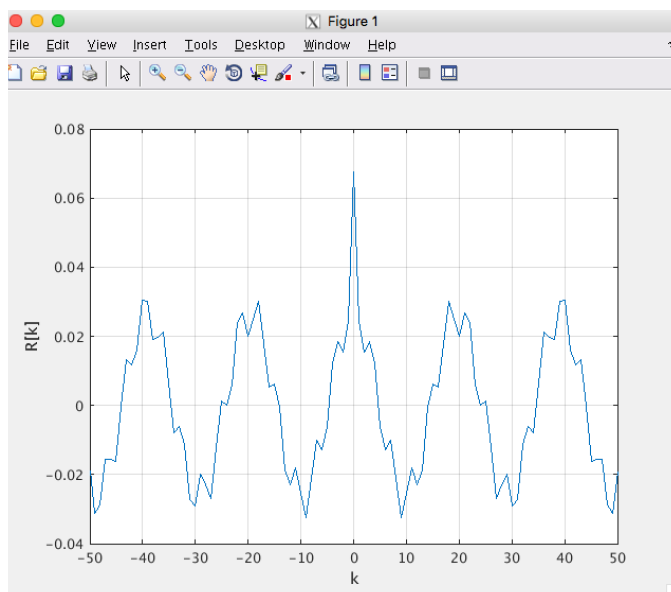 Figure 1
File Edit View Insert Tools Desktop Window Help
0.08
0.06
0.04
0.02
0
-0.02
-0.04
R[k]
-50 -40 -30 -20 -10 0 10 20 30 40 50
k